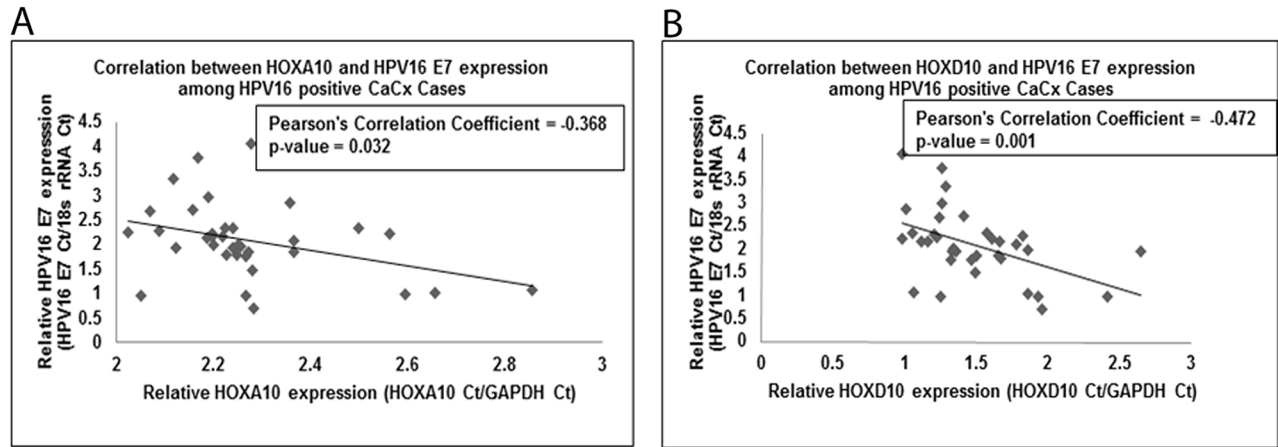 A
Correlation between HOXA10 and HPV16 E7 expression
among HPV16 positive CaCx Cases
Pearson's Correlation Coefficient = -0.368
p-value = 0.032
Relative HPV16 E7 expresssion
(HPV16 E7 Ct/18s rRNA Ct)
4.5
4
3.5
3
2.5
2
1.5
1
0.5
0
2 2.2 2.4 2.6 2.8 3
Relative HOXA10 expression (HOXA10 Ct/GAPDH Ct)
B
Correlation between HOXD10 and HPV16 E7 expression
among HPV16 positive CaCx Cases
Pearson's Correlation Coefficient = -0.472
p-value = 0.001
Relative HPV16 E7 expression
(HPV16 E7 Ct/18s rRNA Ct)
4.5
4
3.5
3
2.5
2
1.5
1
0.5
0
0 0.5 1 1.5 2 2.5 3
Relative HOXD10 expression (HOXD10 Ct/GAPDH Ct)